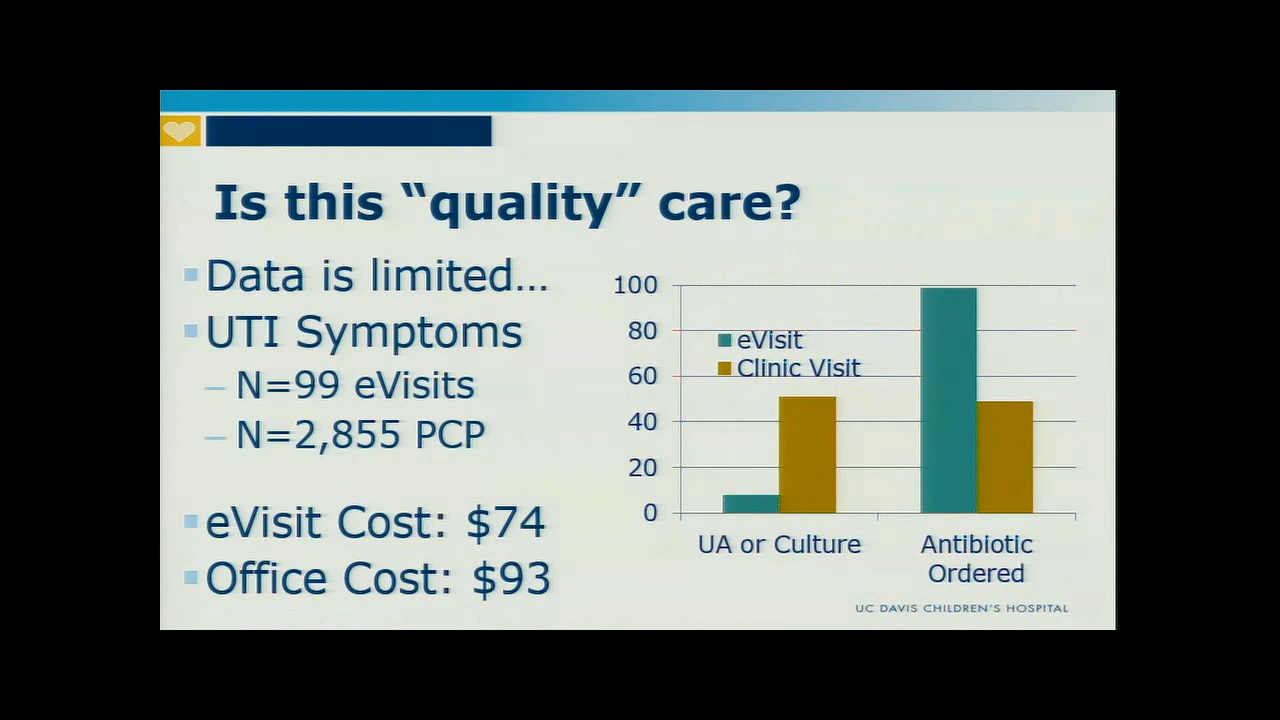 Is this “quality” care?
Data is limited...
UTI Symptoms
– N=99 eVisits
– N=2,855 PCP
eVisit Cost: $74
Office Cost: $93
100
80
60
40
20
0
eVisit
Clinic Visit
UA or Culture
Antibiotic
Ordered
UC DAVIS CHILDREN'S HOSPITAL